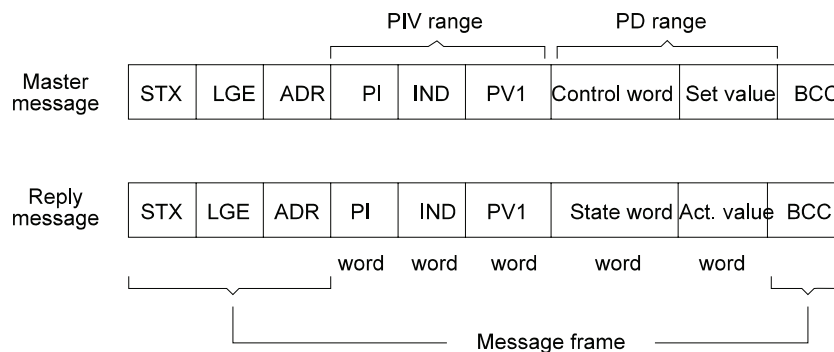 PIV range PD range
Master message STX LGE ADR PI IND PV1 Control word Set value BCC
Reply message STX LGE ADR PI IND PV1 State word Act. value BCC
word word word word word
Message frame